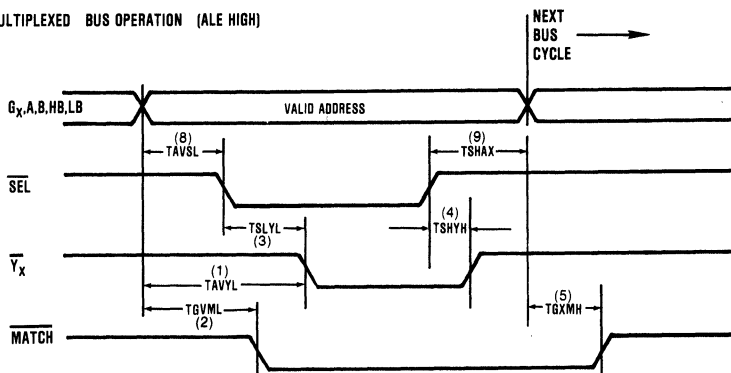 ULTIPLEXED BUS OPERATION (ALE HIGH)
NEXT
BUS
CYCLE
GX,A,B,HB,LB
VALID ADDRESS
(8)
TAVSL
(9)
TSHAX
SEL
TSLYL
(3)
(4)
TSHYH
YX
(1)
TAVYL
TGVML
(2)
(5)
TGXMH
MATCH